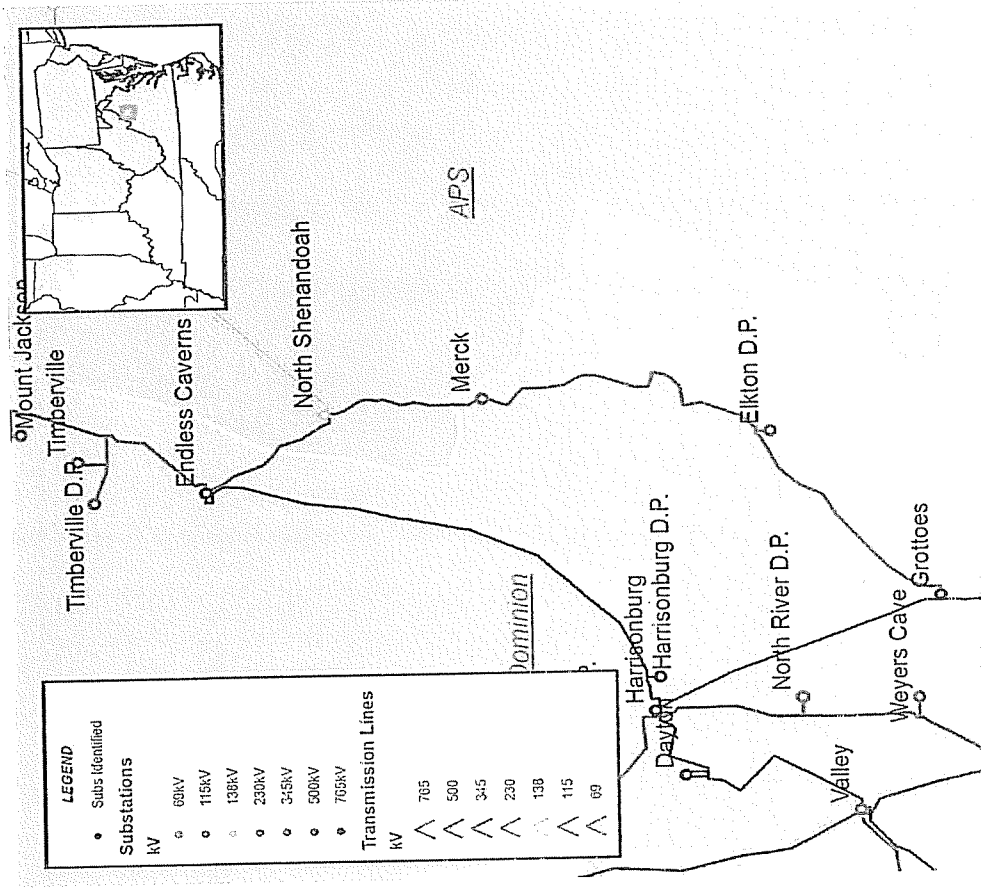 Mount Jackson
Timberville
Timberville D.P.
Endless Caverns
North Shenandoah
APS
Merck
Elkton D.P.
Dominion
Harrisonburg
Harrisonburg D.P.
Dayton
North River D.P.
Weyers Cave
Grottoes
Valley
LEGEND
Subs Identified
Substations
kV
69kV
115kV
138kV
230kV
345kV
500kV
765kV
Transmission Lines
kV
765
500
345
230
138
115
69